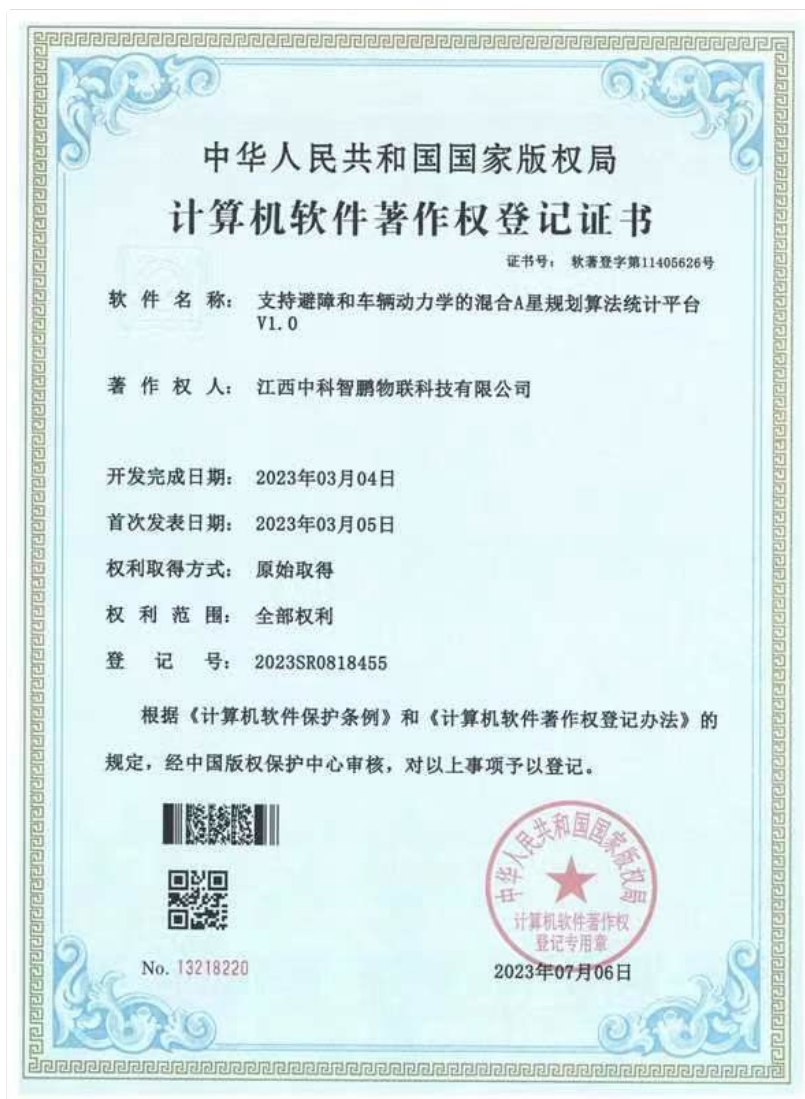 中华人民共和国国家版权局
计算机软件著作权登记证书
证书号： 软著登字第11405626号
软件名称： 支持避障和车辆动力学的混合A星规划算法统计平台
V1.0
著作权人： 江西中科智鹏物联科技有限公司
开发完成日期： 2023年03月04日
首次发表日期： 2023年03月05日
权利取得方式： 原始取得
权利范围： 全部权利
登记号： 2023SR0818455
根据《计算机软件保护条例》和《计算机软件著作权登记办法》的
规定，经中国版权保护中心审核，对以上事项予以登记。
中华人民共和国国家版权局
计算机软件著作权
登记专用章
No. 13218220
2023年07月06日